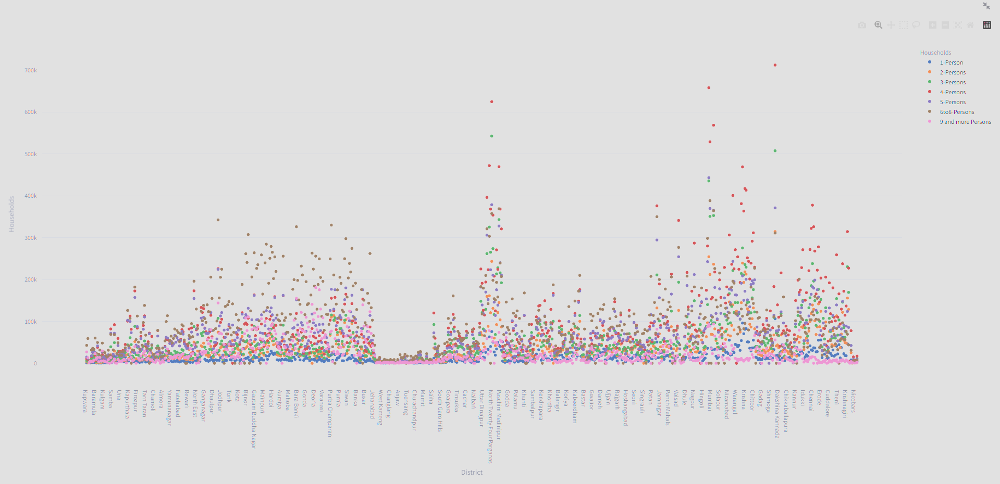 Households
1-Person
2-Persons
3-Persons
4-Persons
5-Persons
6to8-Persons
9 and more Persons
700k
600k
500k
400k
300k
200k
100k
0
Households
Kupwara
Baramula
Kulgam
Samba
Una
Kapurthala
Firozpur
Tarn Taran
Chamoli
Almora
Yamunanagar
Fatehabad
Rewari
North East
Ganganagar
Dhaulpur
Jodhpur
Tonk
Kota
Bijnor
Gautam Buddha Nagar
Mainpuri
Hardoi
Auraiya
Mahoba
Bara Banki
Gonda
Deoria
Varanasi
Purba Champaran
Purnia
Siwan
Banka
Buxar
Jehanabad
West Kameng
Changlang
Anjaw
Tuensang
Churachandpur
Mamit
Saiha
South Garo Hills
Goalpara
Tinsukia
Cachar
Nalbari
Uttar Dinajpur
North Twenty Four Parganas
Paschim Medinipur
Godda
Palamu
Khunti
Sambalpur
Kendrapara
Khordha
Balangir
Koriya
Kabeerdham
Bastar
Gwalior
Damoh
Ujjain
Rajgarh
Hoshangabad
Seoni
Singrauli
Patan
Jamnagar
Panch Mahals
Valsad
Dhule
Nagpur
Hingoli
Mumbai
Solapur
Nizamabad
Warangal
Krishna
Chittoor
Gadag
Shimoga
Dakshina Kannada
Chikkaballapura
Kannur
Idukki
Chennai
Erode
Cuddalore
Theni
Krishnagiri
Nicobars
District